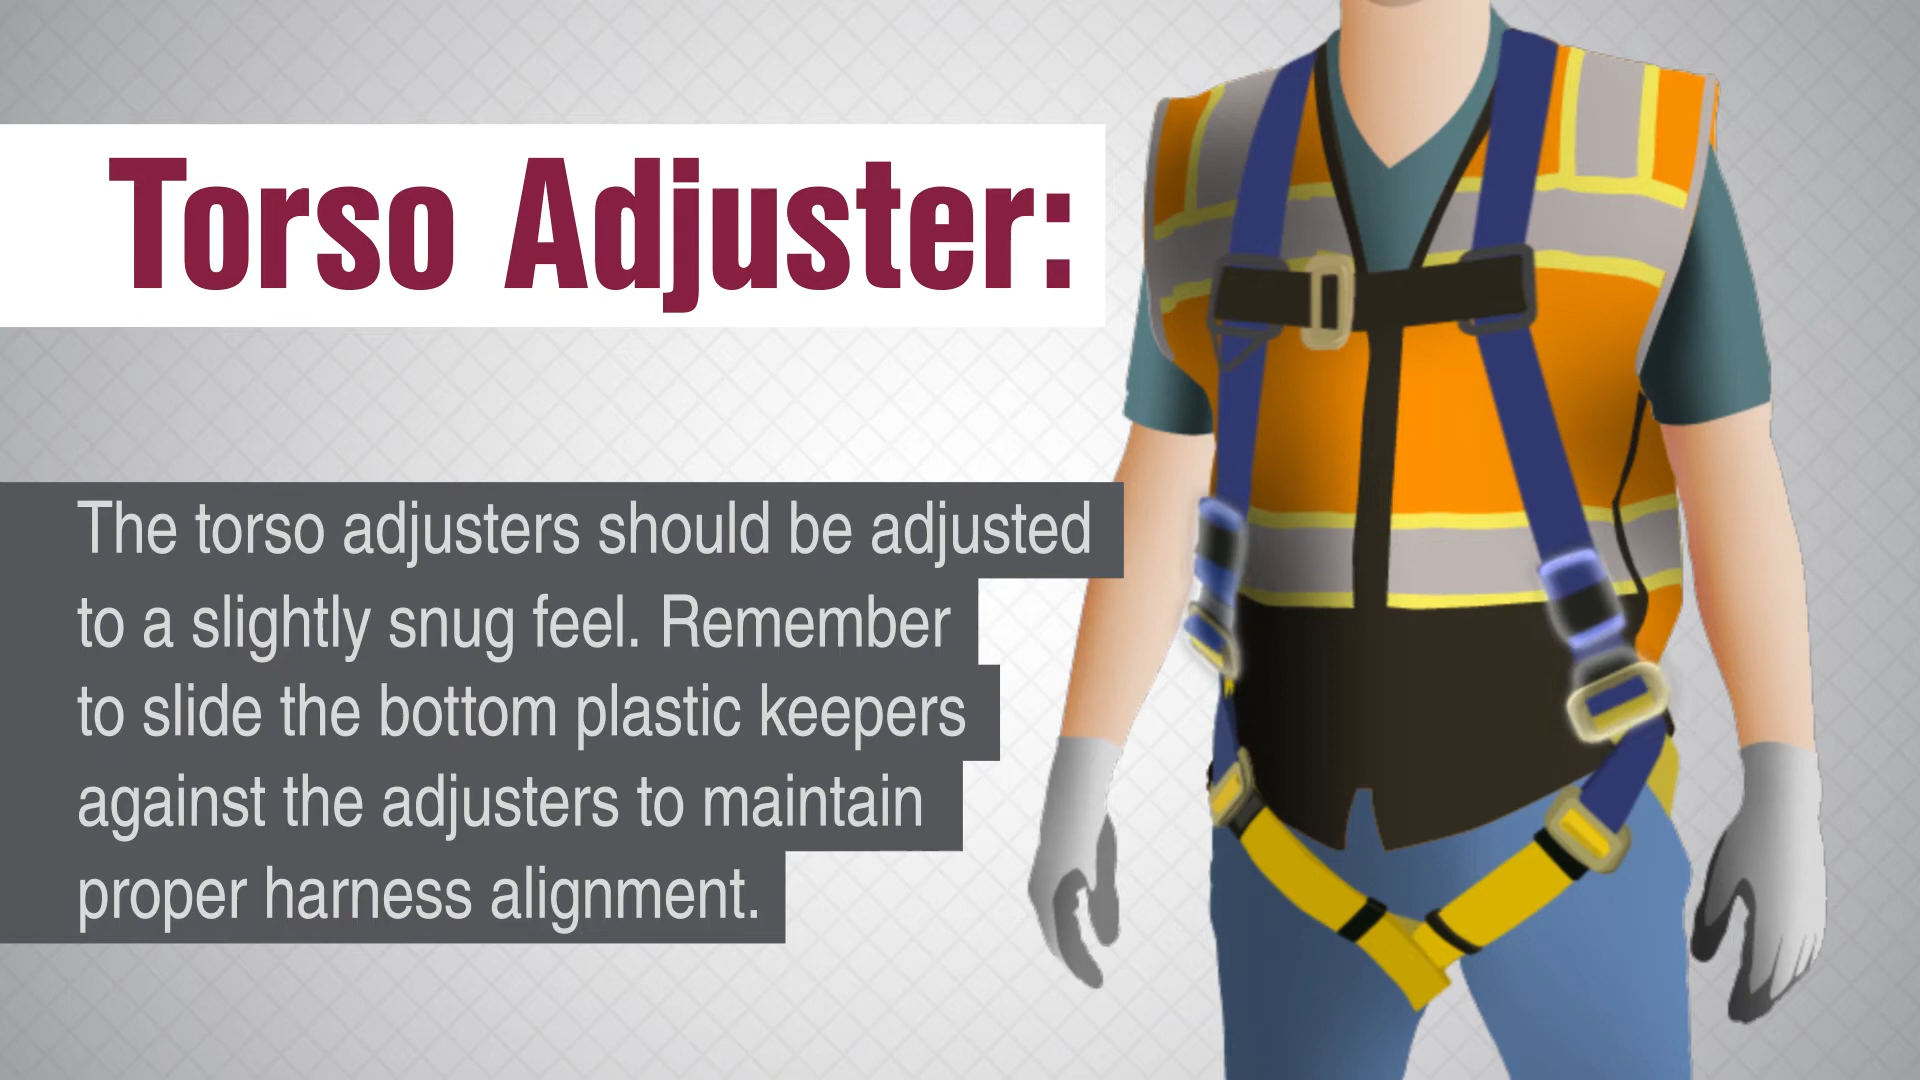 Torso Adjuster:
The torso adjusters should be adjusted
to a slightly snug feel. Remember
to slide the bottom plastic keepers
against the adjusters to maintain
proper harness alignment.